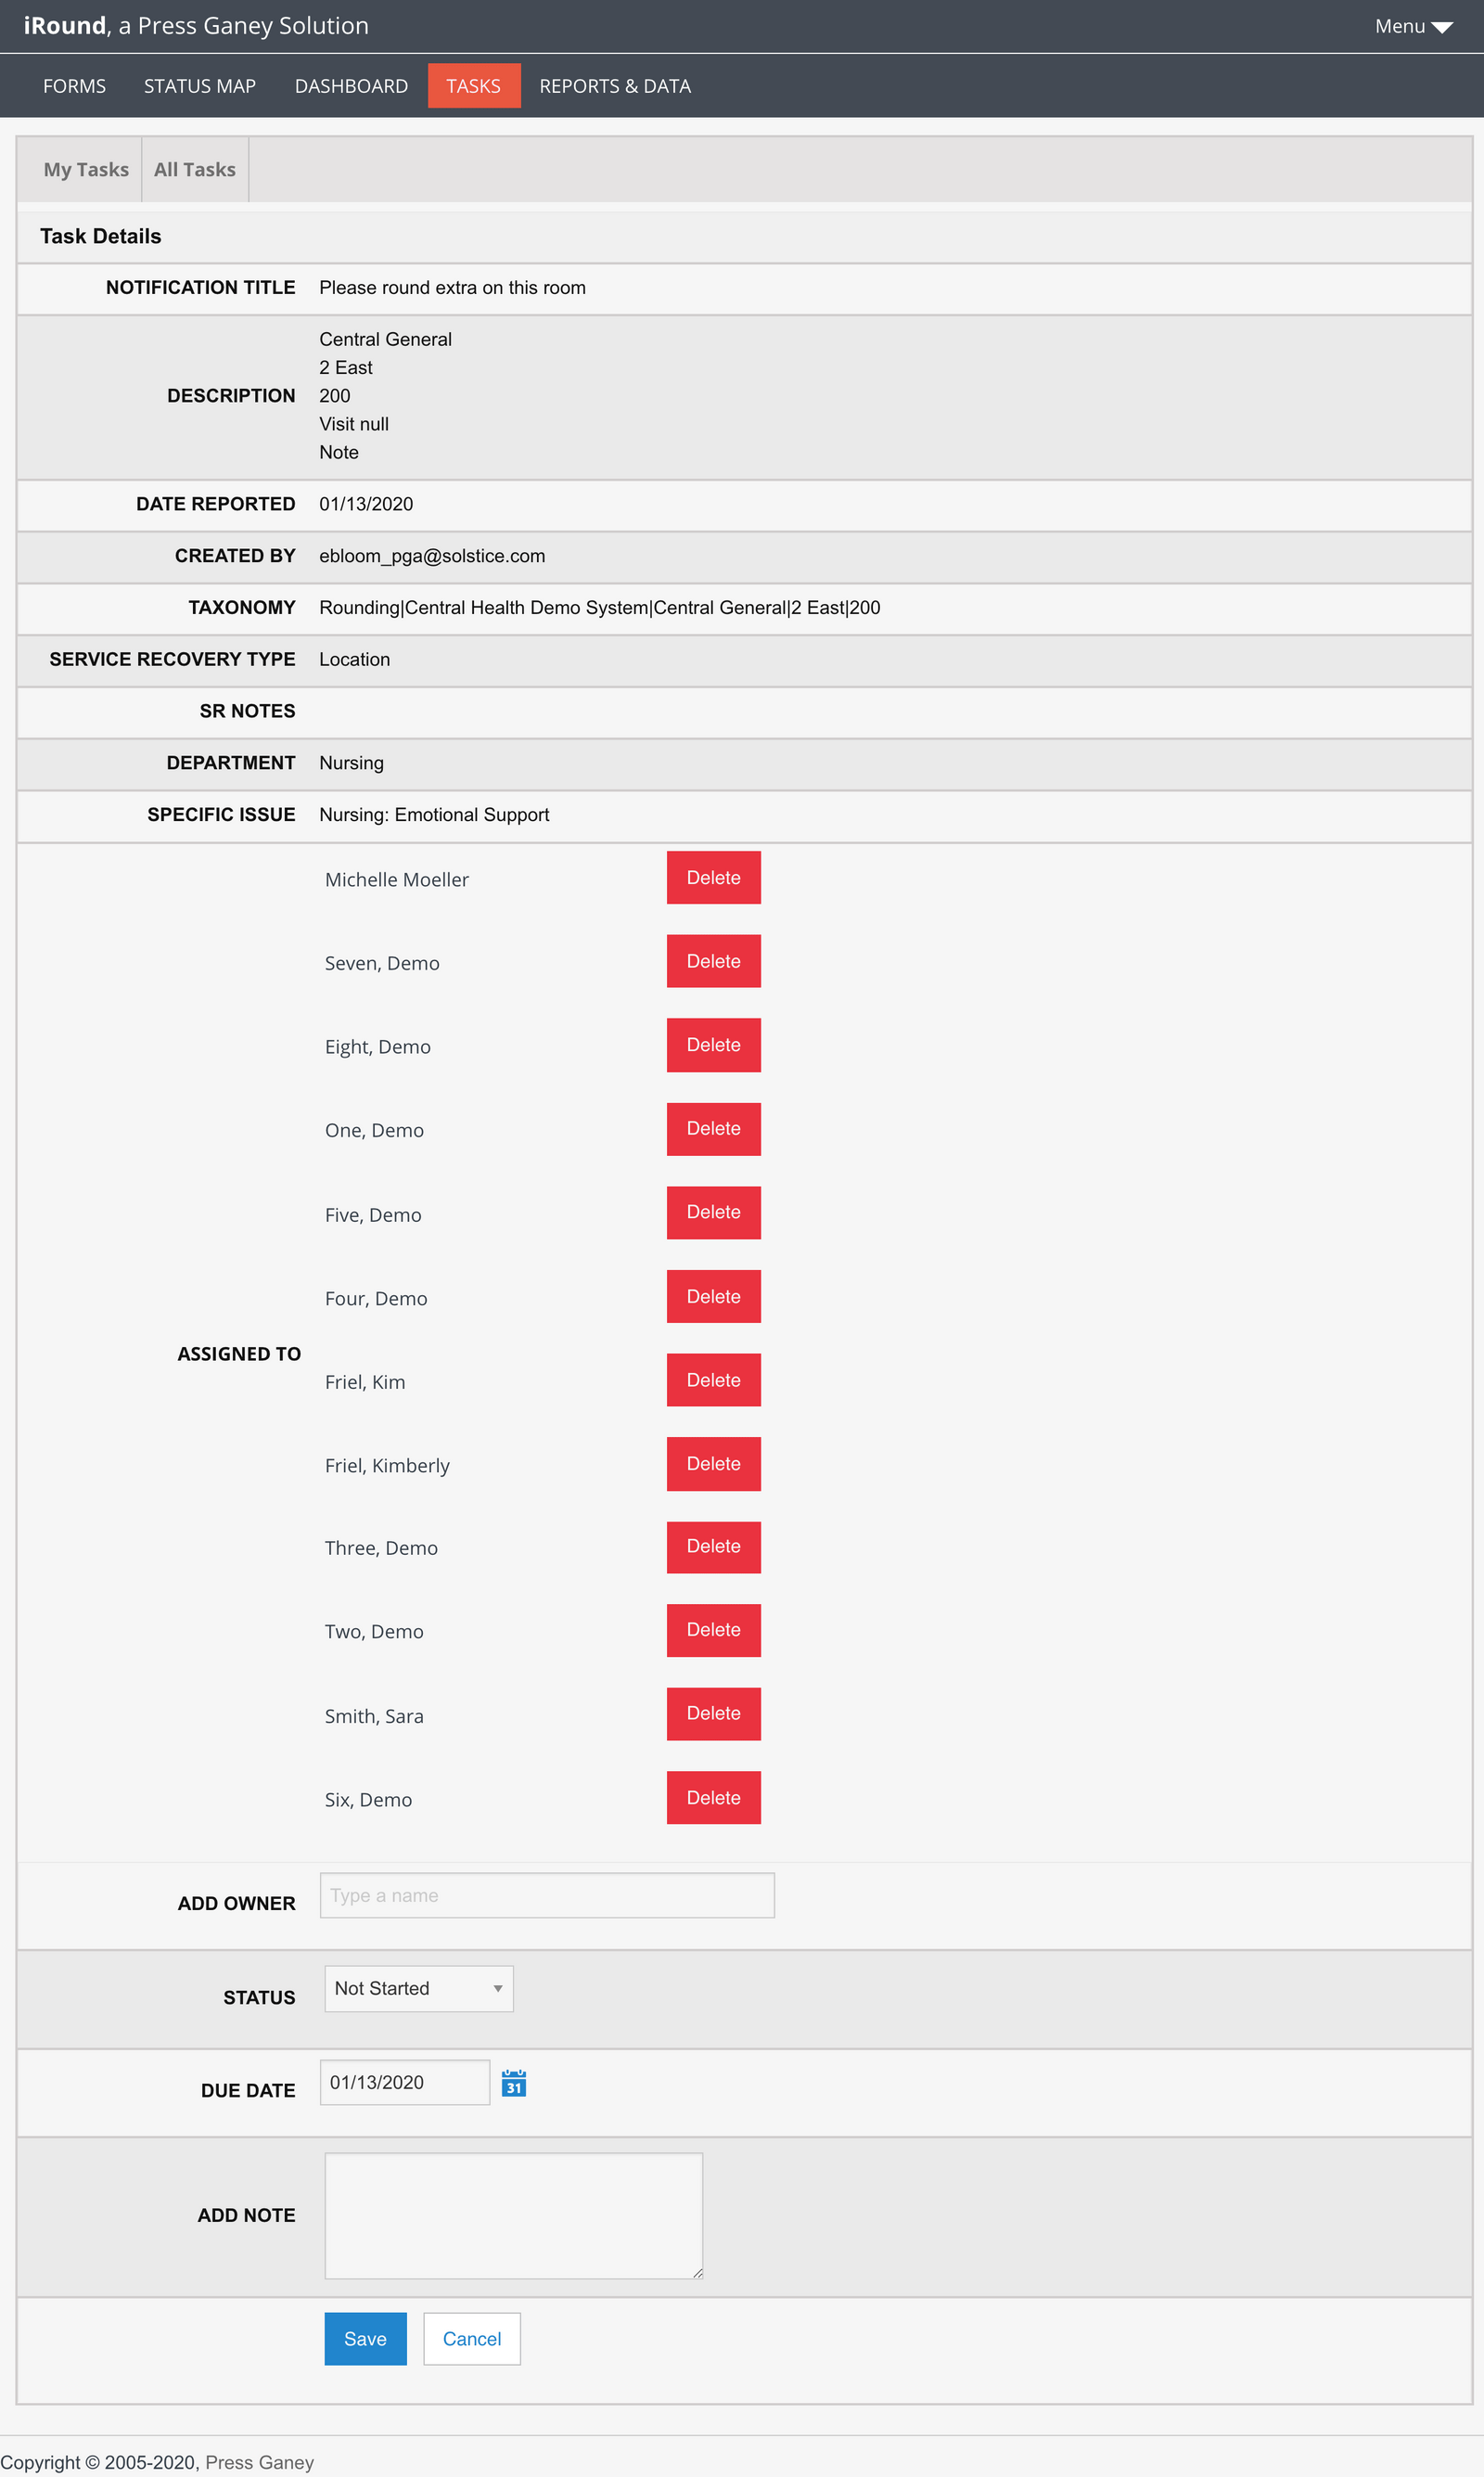 iRound, a Press Ganey Solution
Menu
FORMS STATUS MAP DASHBOARD TASKS REPORTS & DATA
My Tasks All Tasks
Task Details
NOTIFICATION TITLE Please round extra on this room
Central General
2 East
DESCRIPTION 200
Visit null
Note
DATE REPORTED 01/13/2020
CREATED BY ebloom_pga@solstice.com
TAXONOMY Rounding|Central Health Demo System|Central General|2 East|200
SERVICE RECOVERY TYPE Location
SR NOTES
DEPARTMENT Nursing
SPECIFIC ISSUE Nursing: Emotional Support
Michelle Moeller Delete
Seven, Demo Delete
Eight, Demo Delete
One, Demo Delete
Five, Demo Delete
Four, Demo Delete
ASSIGNED TO
Friel, Kim Delete
Friel, Kimberly Delete
Three, Demo Delete
Two, Demo Delete
Smith, Sara Delete
Six, Demo Delete
ADD OWNER Type a name
STATUS Not Started
DUE DATE 01/13/2020 31
ADD NOTE
Save Cancel
Copyright © 2005-2020, Press Ganey